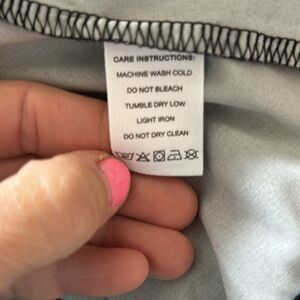 CARE INSTRUCTIONS:
MACHINE WASH COLD
DO NOT BLEACH
TUMBLE DRY LOW
LIGHT IRON
DO NOT DRY CLEAN